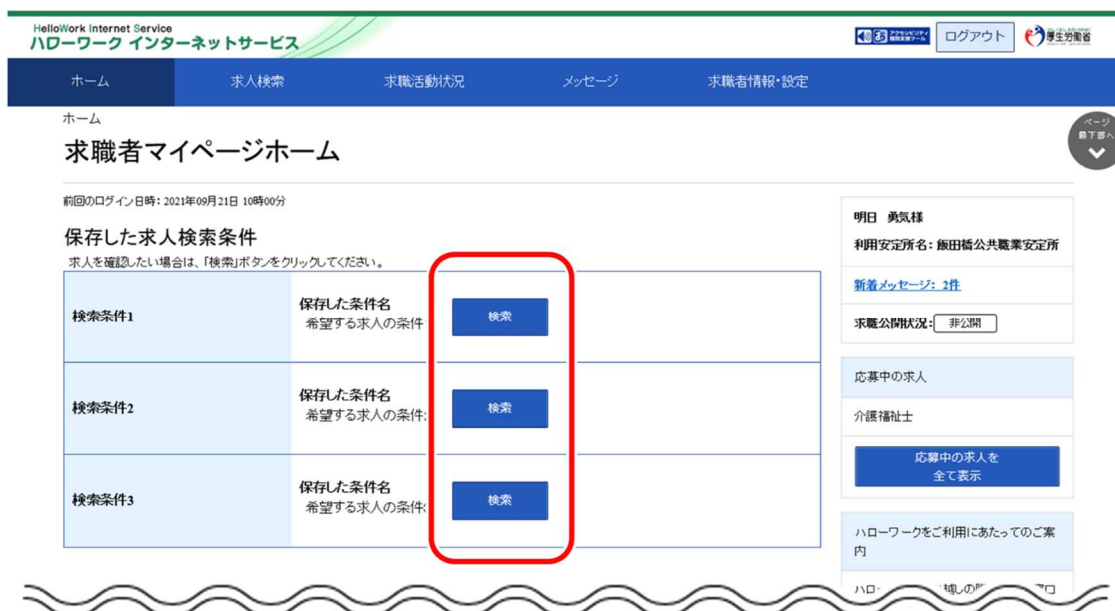 HelloWork Internet Service
ハローワーク インターネットサービス
ログアウト
厚生労働省
ホーム
求人検索
求職活動状況
メッセージ
求職者情報・設定
ホーム
ページ
最下部へ
求職者マイページホーム
前回のログイン日時：2021年09月21日 10時00分
保存した求人検索条件
求人を確認したい場合は、「検索」ボタンをクリックしてください。
検索条件1
保存した条件名
希望する求人の条件
検索
検索条件2
保存した条件名
希望する求人の条件
検索
検索条件3
保存した条件名
希望する求人の条件
検索
明日 勇気様
利用安定所名：飯田橋公共職業安定所
新着メッセージ：2件
求職公開状況： 非公開
応募中の求人
介護福祉士
応募中の求人を
全て表示
ハローワークをご利用にあたってのご案
内